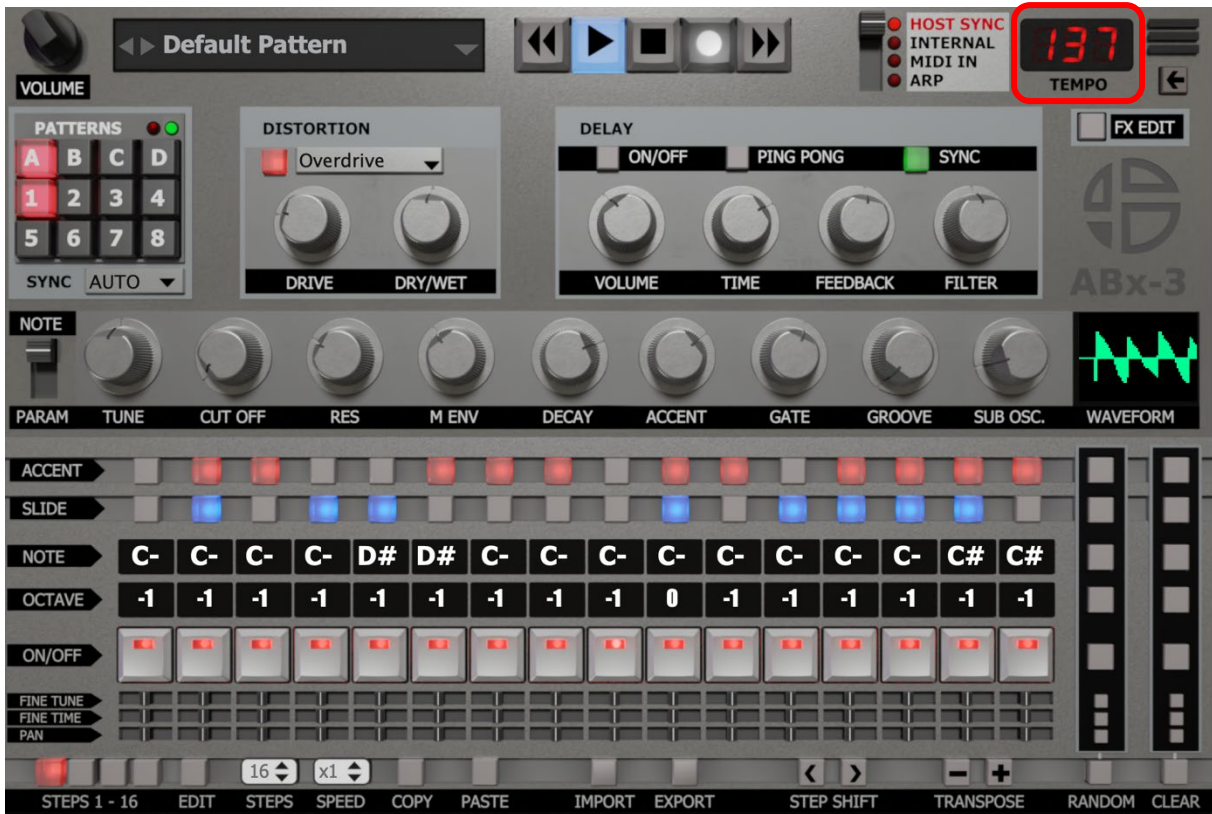 Default Pattern
HOST SYNC
INTERNAL
MIDI IN
ARP
137
TEMPO
VOLUME
PATTERNS
A B C D
1 2 3 4
5 6 7 8
SYNC AUTO
DISTORTION
Overdrive
DRIVE DRY/WET
DELAY
ON/OFF PING PONG SYNC
VOLUME TIME FEEDBACK FILTER
FX EDIT
ABx-3
NOTE
PARAM TUNE CUT OFF RES M ENV DECAY ACCENT GATE GROOVE SUB OSC. WAVEFORM
ACCENT
SLIDE
NOTE C- C- C- C- D# D# C- C- C- C- C- C- C- C- C# C#
OCTAVE -1 -1 -1 -1 -1 -1 -1 -1 -1 0 -1 -1 -1 -1 -1 -1
ON/OFF
FINE TUNE
FINE TIME
PAN
16 x1
STEPS 1 - 16 EDIT STEPS SPEED COPY PASTE IMPORT EXPORT STEP SHIFT TRANSPOSE RANDOM CLEAR